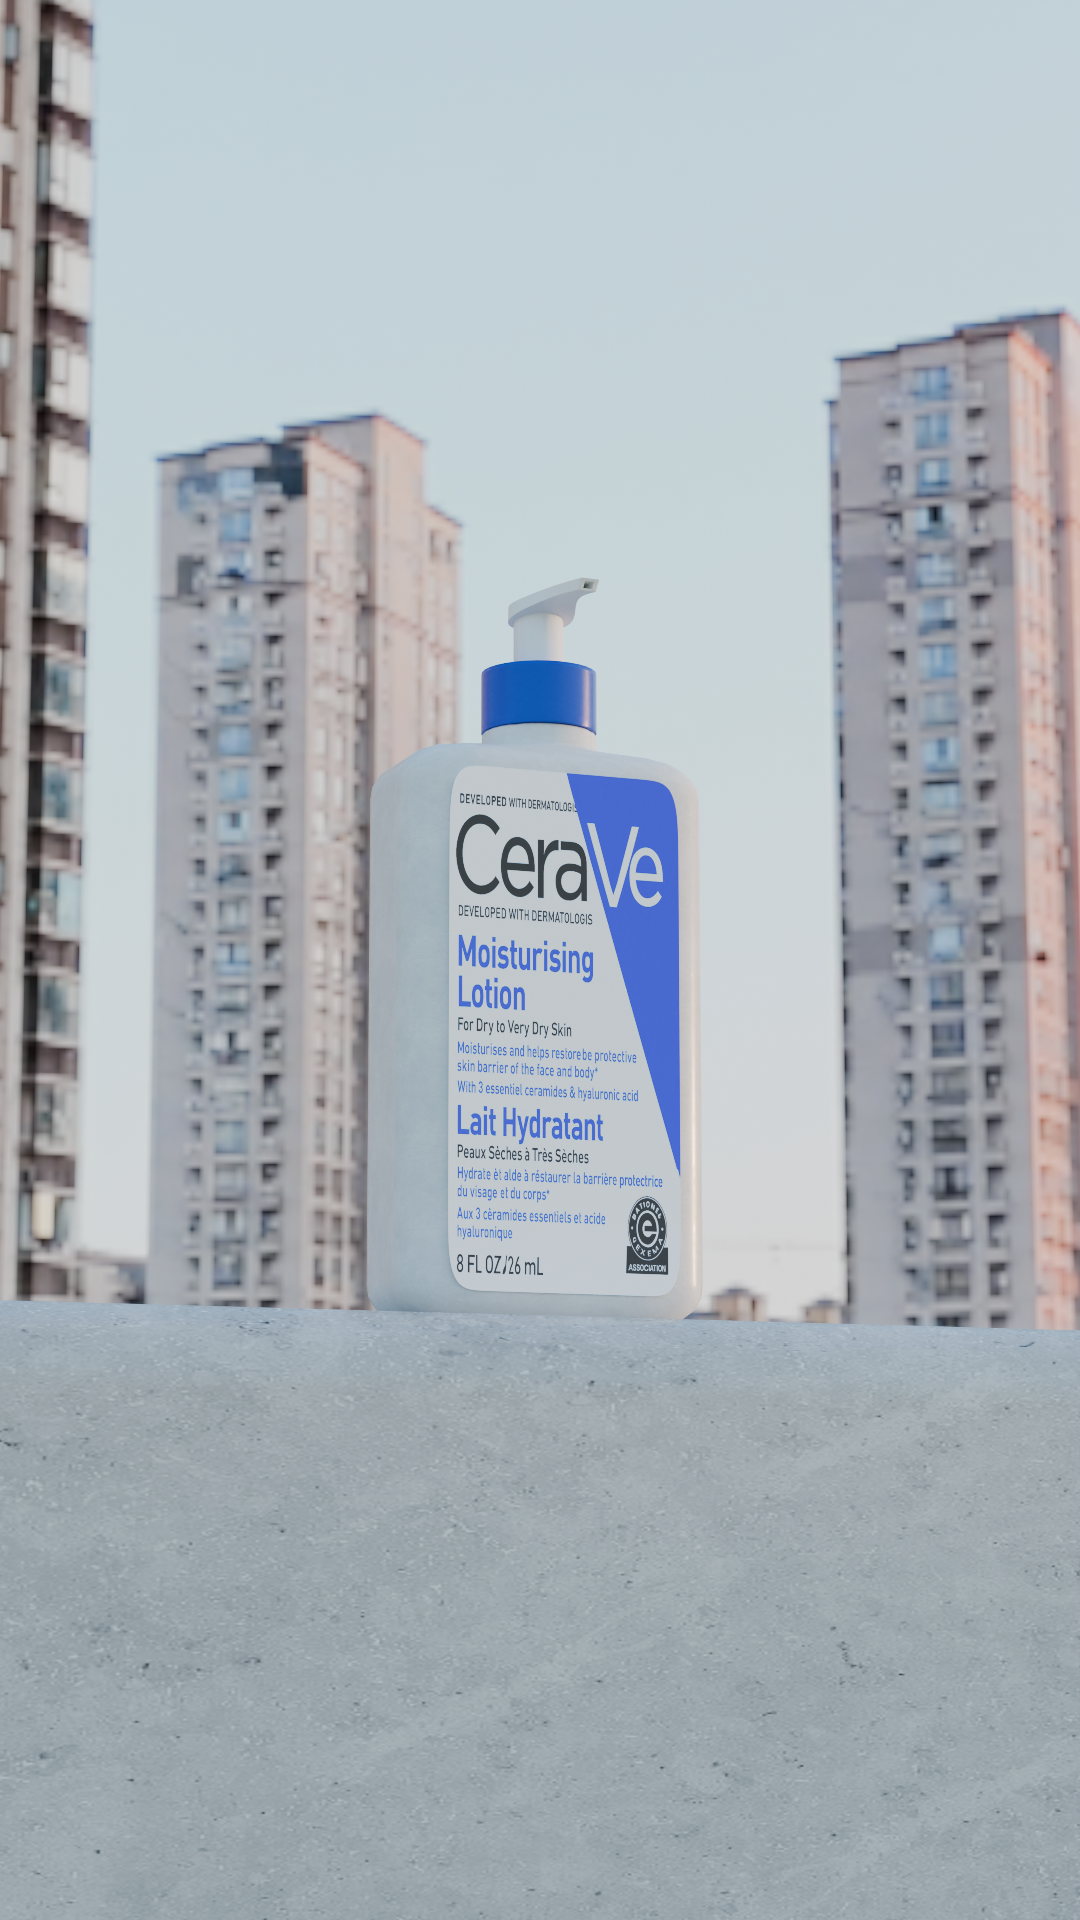 DEVELOPED WITH DERMATOLOGIS
CeraVe
DEVELOPED WITH DERMATOLOGIS
Moisturising
Lotion
For Dry to Very Dry Skin
Moisturises and helps restorebe protective
skin barrier of the face and body*
With 3 essentiel ceramides & hyaluronic acid
Lait Hydratant
Peaux Sèches à Très Sèches
Hydrate èt alde à réstaurer la barrière protectrice
du visage et du corps*
Aux 3 céramides essentiels et acide
hyaluronique
8 FL OZ/26 mL
e
ASSOCIATION